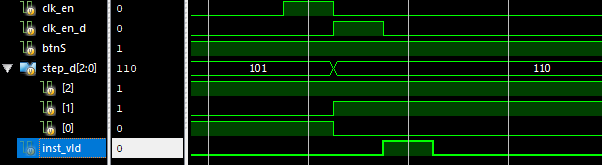 clk_en 0
clk_en_d 0
btnS 1
step_d[2:0] 110 101 110
[2] 1
[1] 1
[0] 0
inst_vld 0